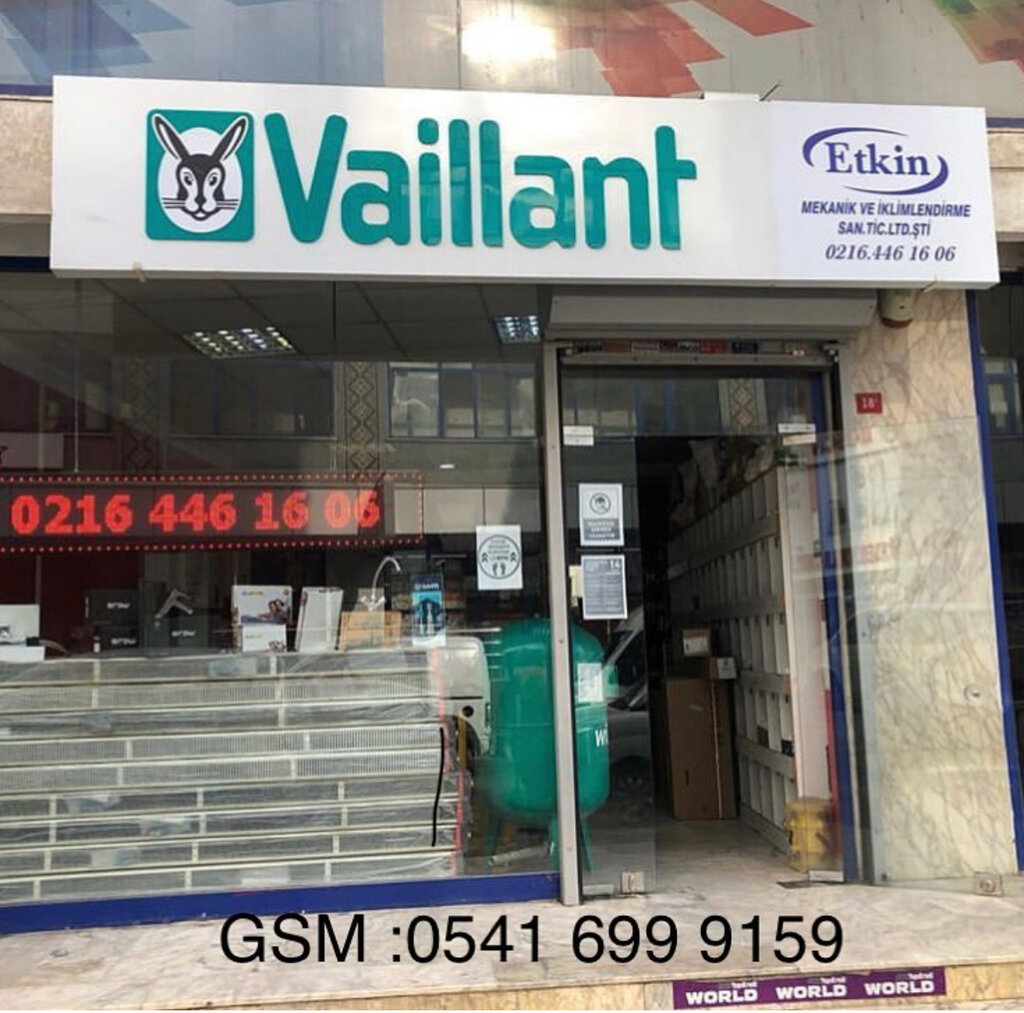 Vaillant
Etkin
MEKANİK VE İKLİMLENDİRME
SAN.TİC.LTD.ŞTİ
0216.446 16 06
0216 446 16 06
14
GSM :0541 699 9159
WORLD WORLD WORLD